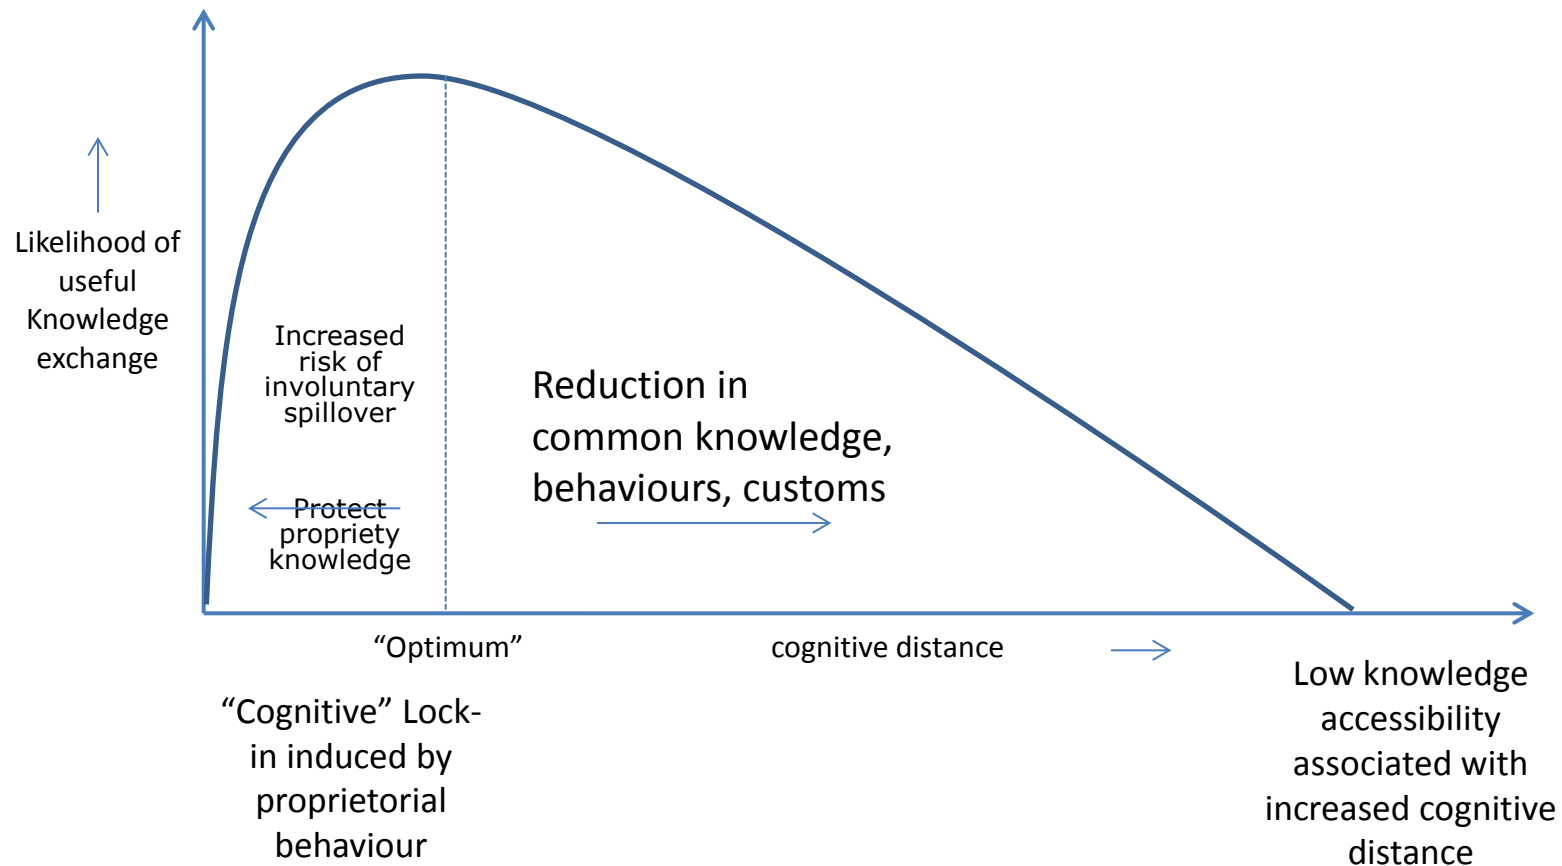 Likelihood of
useful
Knowledge
exchange
Increased
risk of
involuntary
spillover
Protect
propriety
knowledge
Reduction in
common knowledge,
behaviours, customs
“Optimum”
cognitive distance
“Cognitive” Lock-
in induced by
proprietorial
behaviour
Low knowledge
accessibility
associated with
increased cognitive
distance